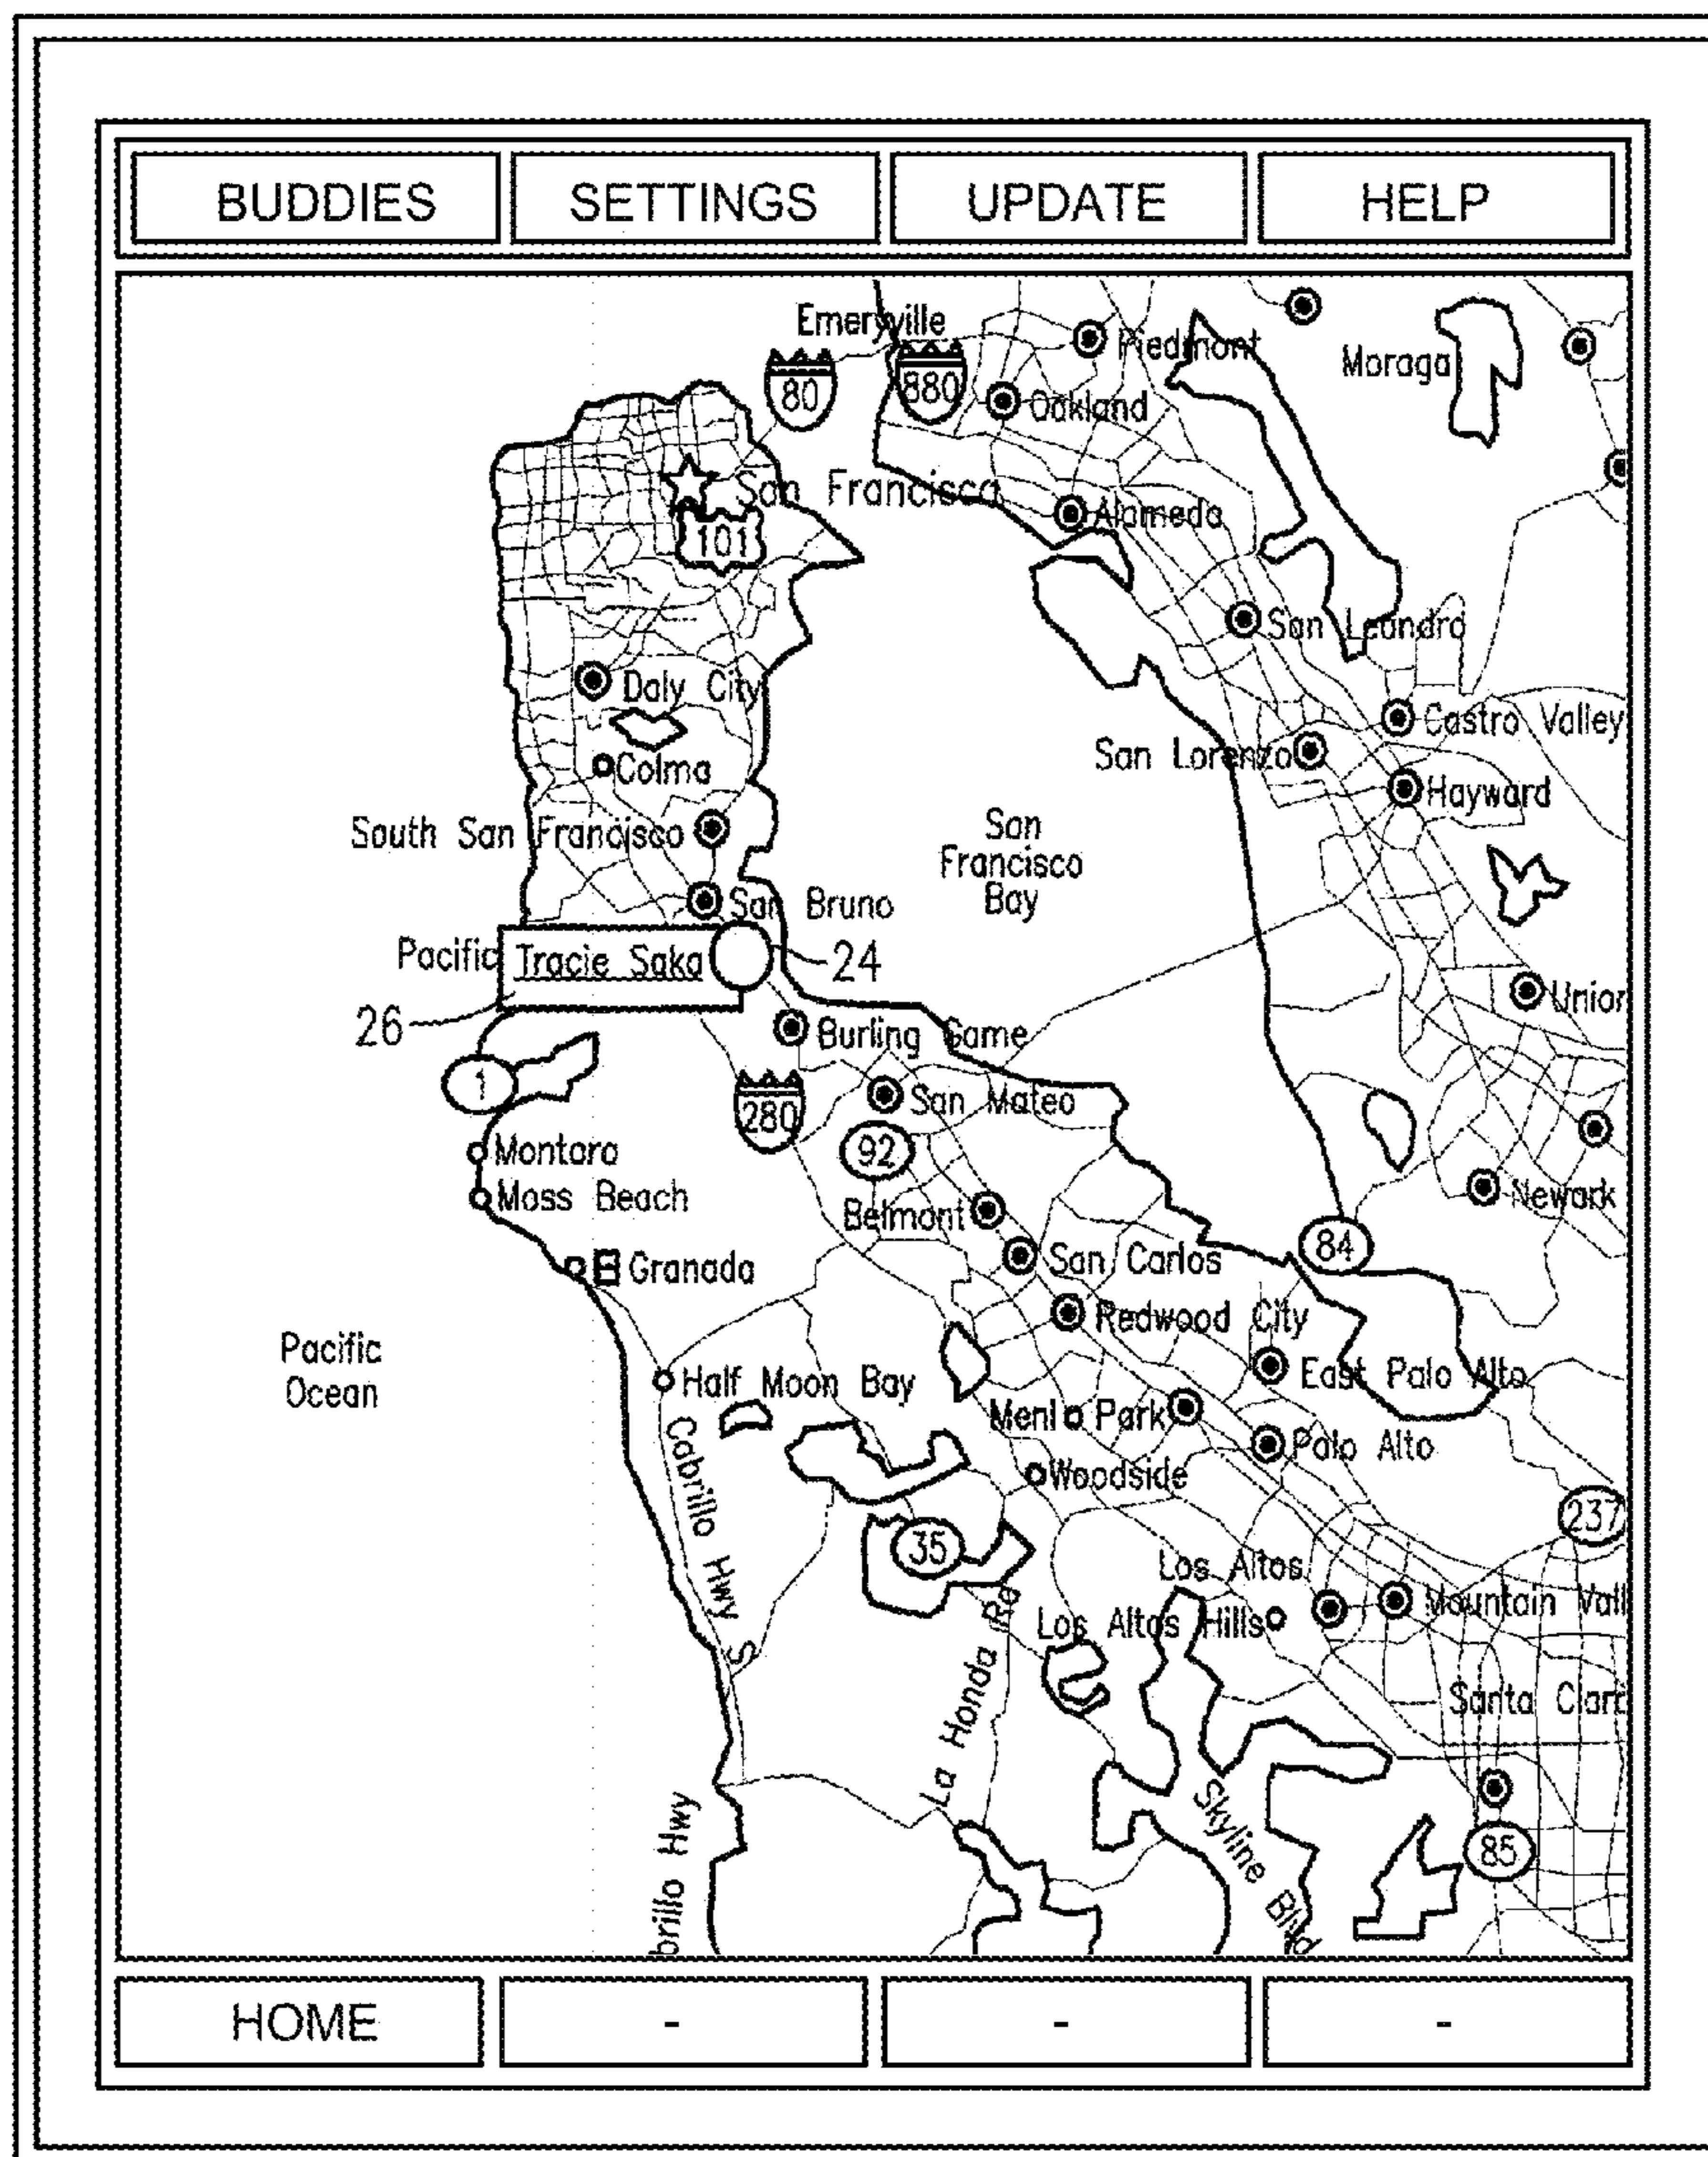 BUDDIES
SETTINGS
UPDATE
HELP
Emeryville
Piedmont
Moraga
80
880
Oakland
San Francisco
101
Alameda
San Leandro
Daly City
Castro Valley
San Lorenzo
Colma
Hayward
South San Francisco
San
Francisco
Bay
San Bruno
Pacific
Tracie Saka
24
26
Union
Burling Game
1
280
San Mateo
92
Montara
Moss Beach
Newark
Belmont
84
San Carlos
El Granada
Redwood City
Pacific
Ocean
East Palo Alto
Half Moon Bay
Menlo Park
Palo Alto
Woodside
Cabrillo Hwy S
237
35
Los Altos
Mountain Vall
Los Altos Hills
La Honda Rd
Santa Clara
Skyline Blvd
85
brillo Hwy
HOME
-
-
-